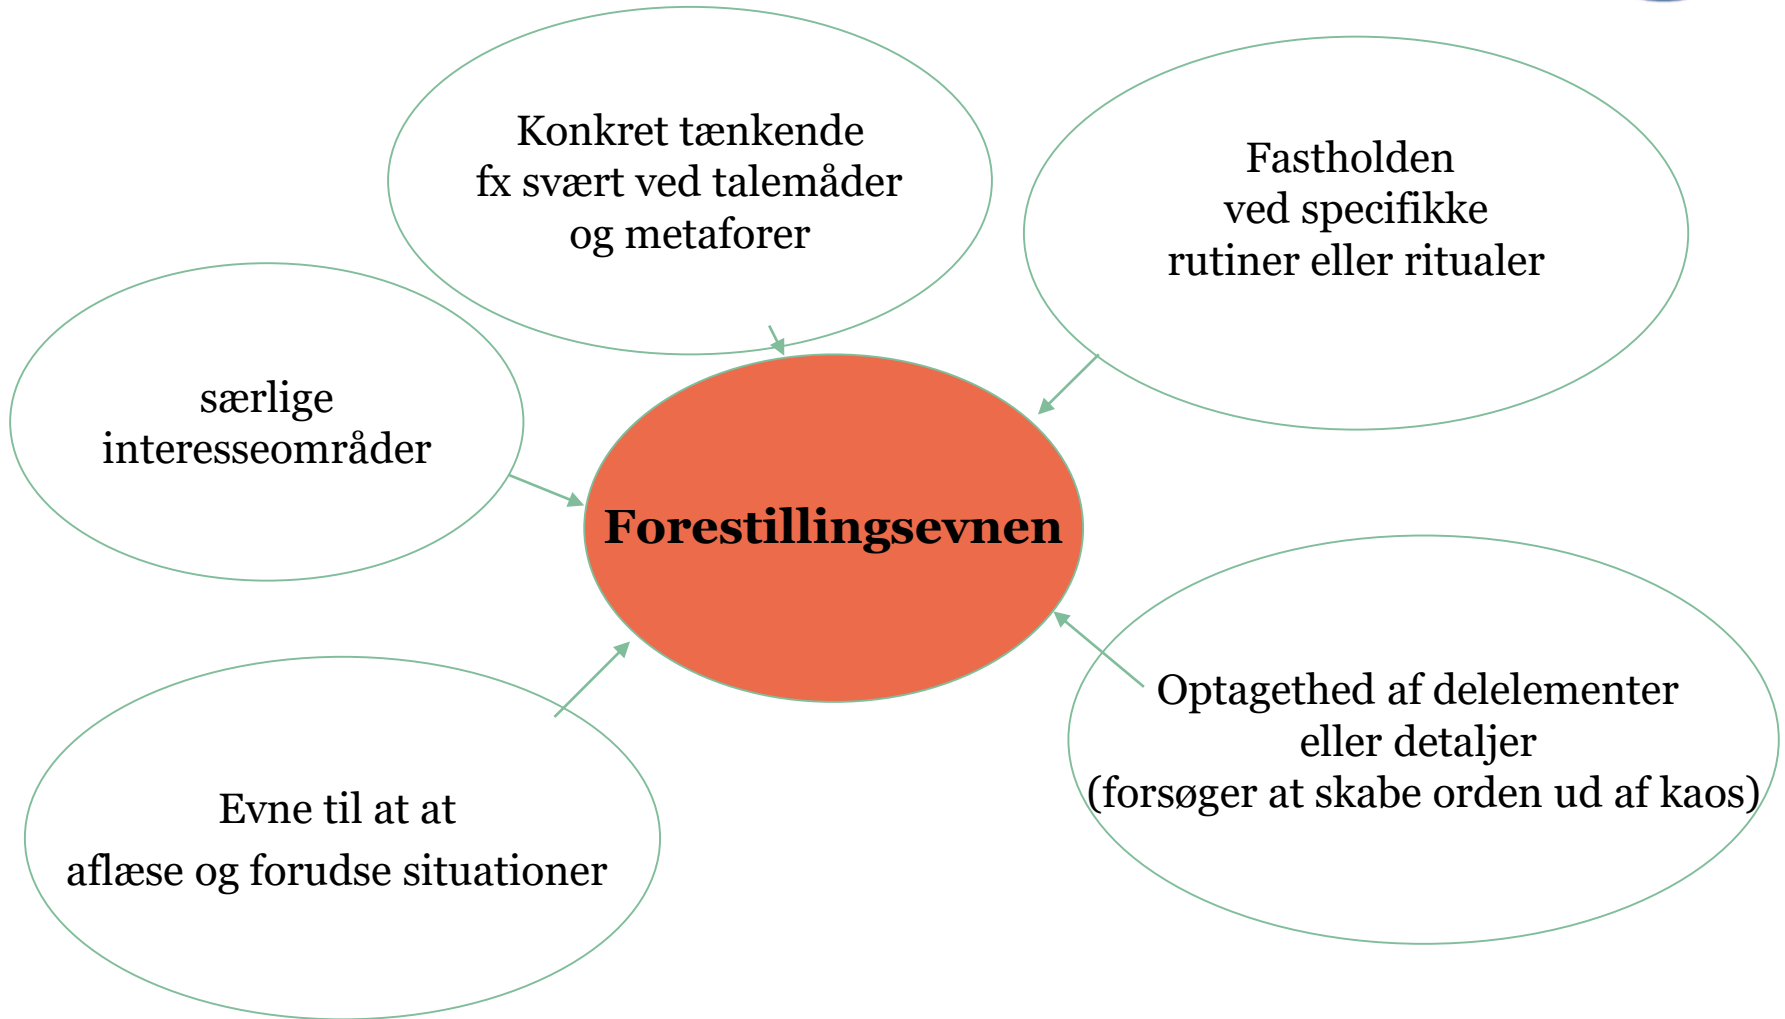 Konkret tænkende
fx svært ved talemåder
og metaforer
Fastholden
ved specifikke
rutiner eller ritualer
særlige
interesseområder
Forestillingsevnen
Optagethed af delelementer
eller detaljer
(forsøger at skabe orden ud af kaos)
Evne til at at
aflæse og forudse situationer